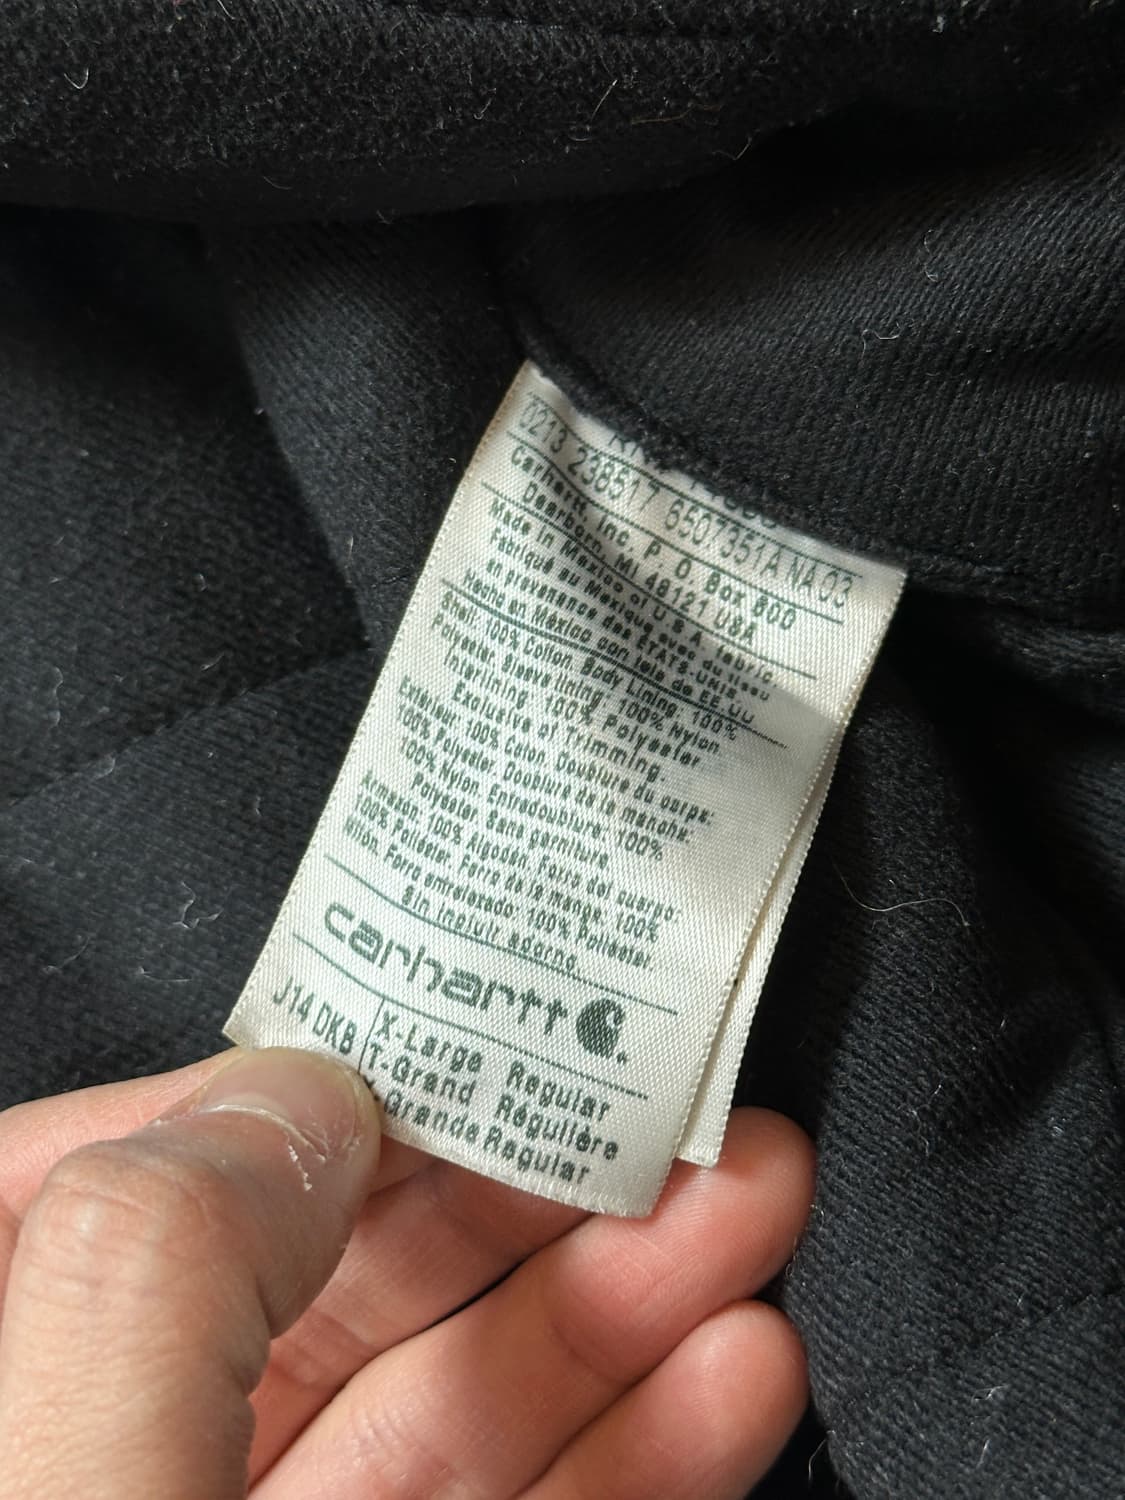 0213 238517 6507351A NA 03
Carhartt, Inc. P. O. Box 600
Dearborn, MI 48121 USA
Made in Mexico of U S A fabric.
Fabriqué au Mexique avec du tissu
en provenance des ÉTATS-UNIS.
Hecho en México con tela de EE.UU
Shell: 100% Cotton. Body Lining: 100%
Polyester. Sleeve lining: 100% Nylon
Interlining: 100% Polyester
Exclusive of Trimming.
Extérieur: 100% Coton. Doublure du corps:
100% Polyester. Doublure de la manche:
100% Nylon. Entredoublure: 100%
Polyester Sans garniture
Armazon: 100% Algodón. Forro del cuerpo:
100% Poliéster. Forro de la manga: 100%
Nilon. Forro entrelazado: 100% Poliester.
Sin incluir adorno.
carhartt
J14 DKB X-Large Regular
T-Grand Régulière
Grande Regular